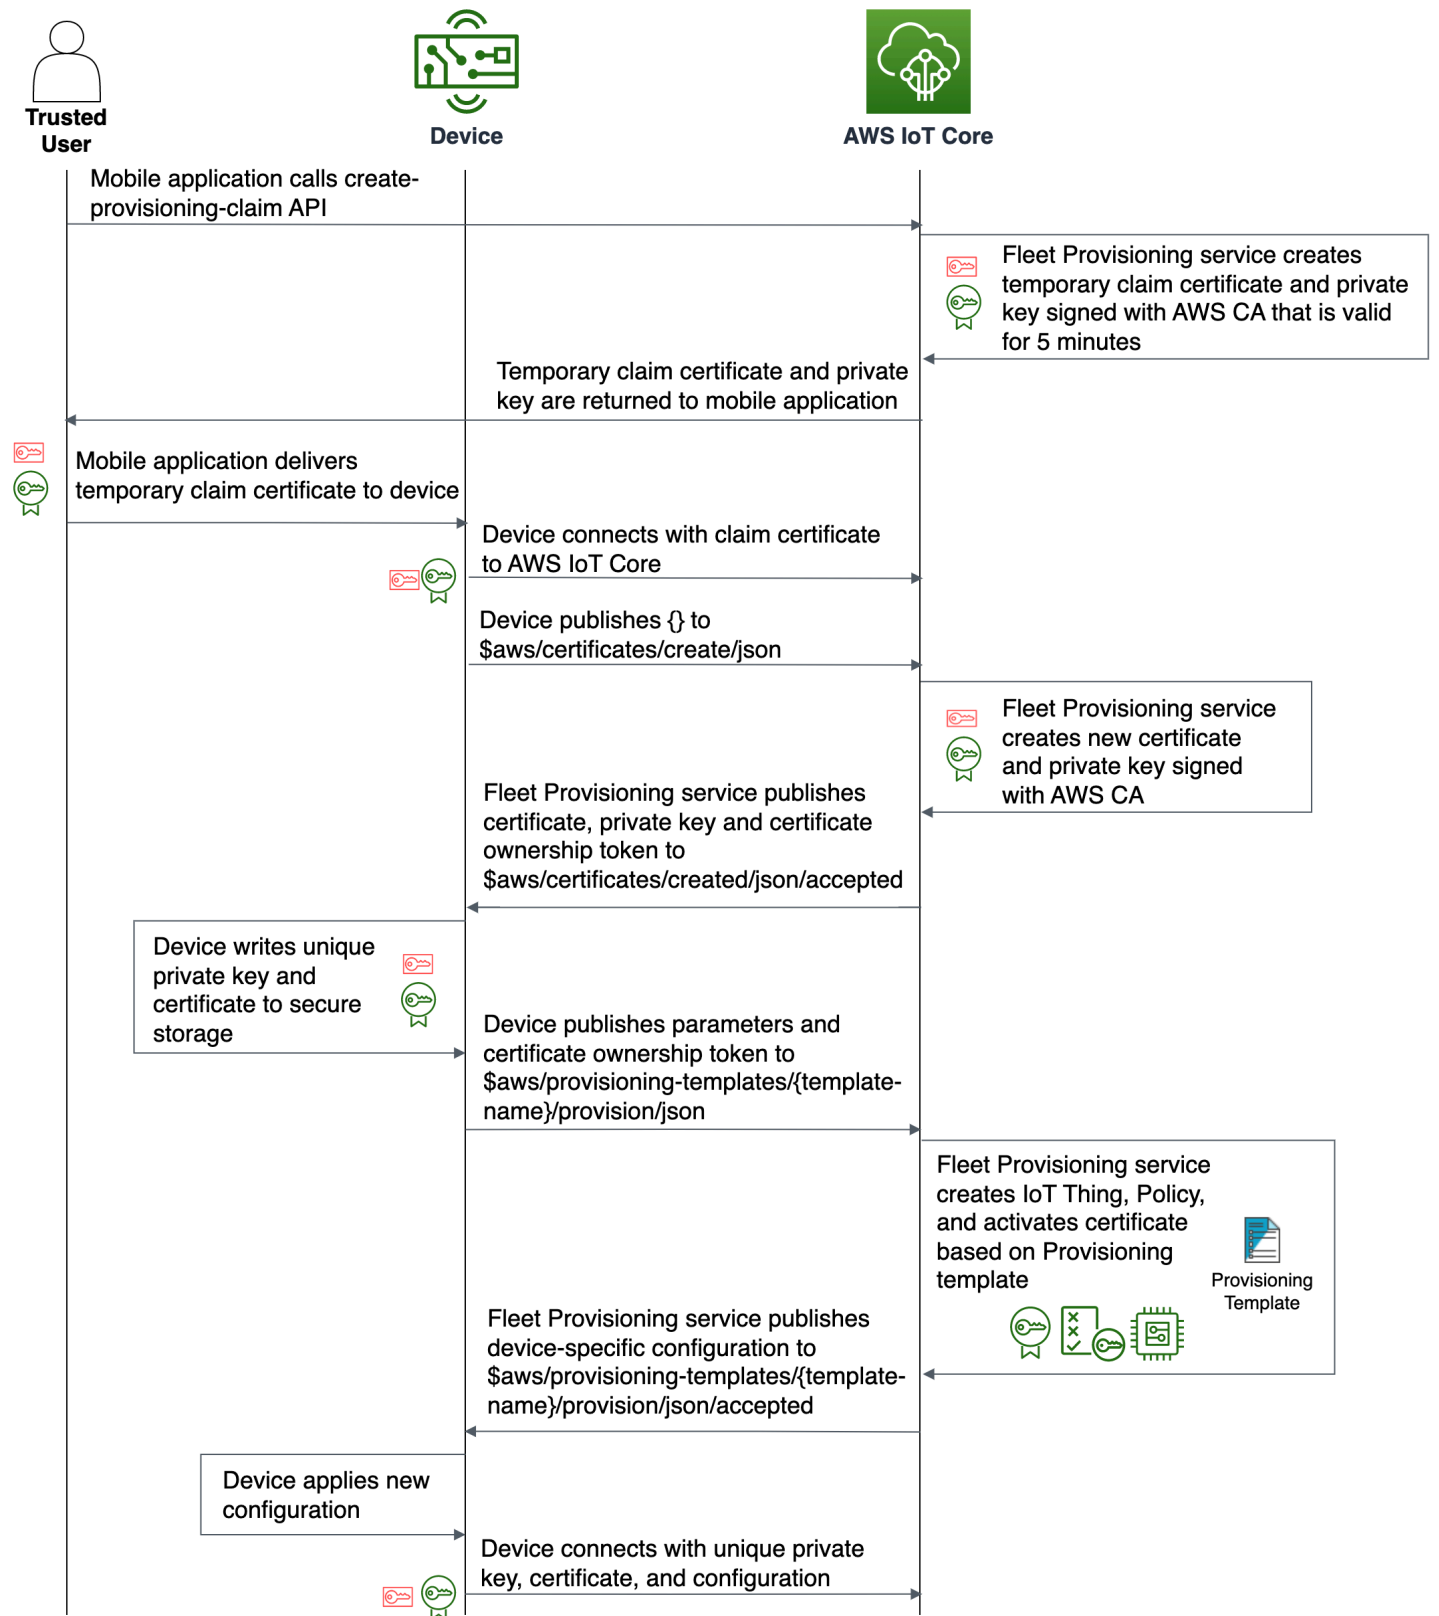 Trusted
User
Device
AWS IoT Core
Mobile application calls create-
provisioning-claim API
Fleet Provisioning service creates
temporary claim certificate and private
key signed with AWS CA that is valid
for 5 minutes
Temporary claim certificate and private
key are returned to mobile application
Mobile application delivers
temporary claim certificate to device
Device connects with claim certificate
to AWS IoT Core
Device publishes {} to
$aws/certificates/create/json
Fleet Provisioning service
creates new certificate
and private key signed
with AWS CA
Fleet Provisioning service publishes
certificate, private key and certificate
ownership token to
$aws/certificates/created/json/accepted
Device writes unique
private key and
certificate to secure
storage
Device publishes parameters and
certificate ownership token to
$aws/provisioning-templates/{template-
name}/provision/json
Fleet Provisioning service
creates IoT Thing, Policy,
and activates certificate
based on Provisioning
template
Provisioning
Template
Fleet Provisioning service publishes
device-specific configuration to
$aws/provisioning-templates/{template-
name}/provision/json/accepted
Device applies new
configuration
Device connects with unique private
key, certificate, and configuration